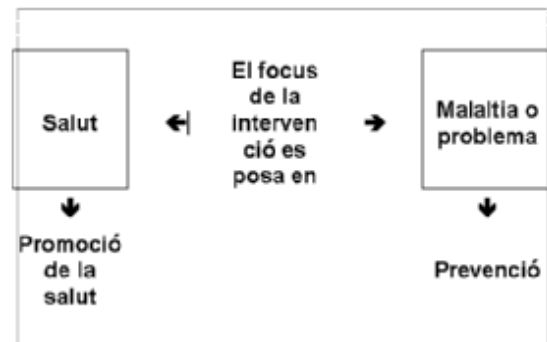 Salut
El focus
de la
interven
ció es
posa en
Malaltia o
problema
Promoció
de la
salut
Prevenció